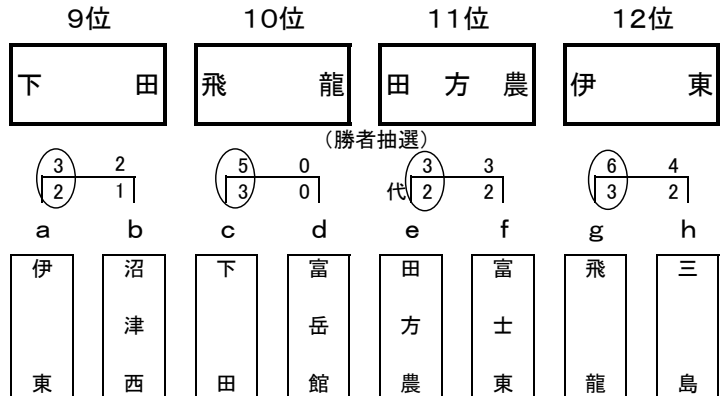 9位 10位 11位 12位
下田 飛龍 田方農 伊東
(勝者抽選)
3 2 5 0 3 3 6 4
2 1 3 0 代 2 2 3 2
a b c d e f g h
伊東 沼津西 下田 富岳館 田方農 富士東 飛龍 三島